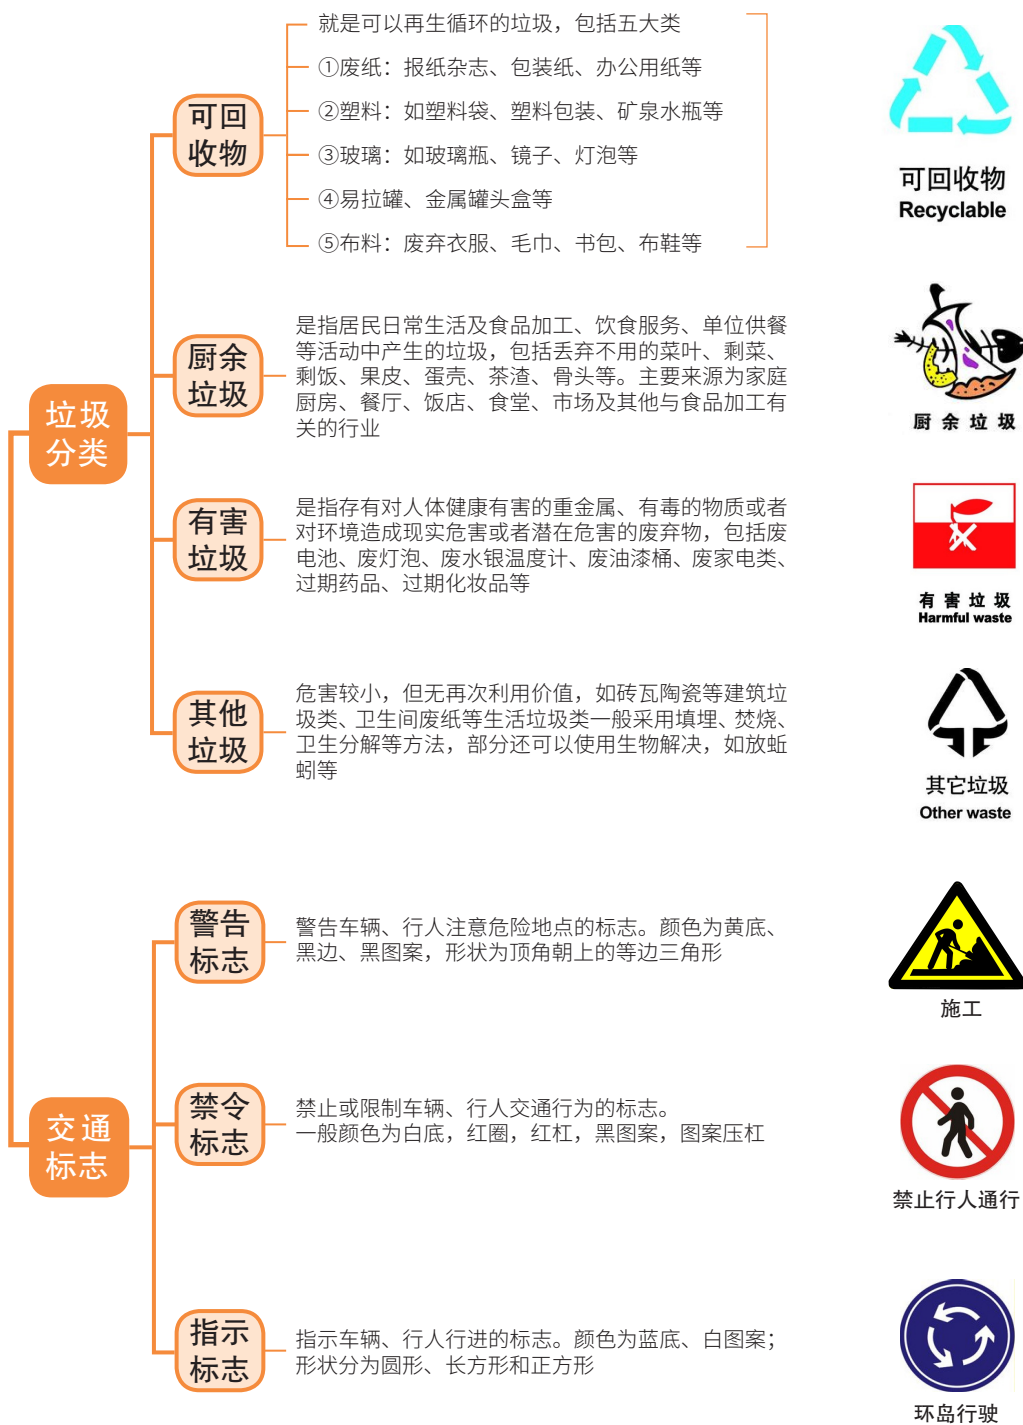 就是可以再生循环的垃圾，包括五大类
①废纸：报纸杂志、包装纸、办公用纸等
可回
收物
②塑料：如塑料袋、塑料包装、矿泉水瓶等
③玻璃：如玻璃瓶、镜子、灯泡等
④易拉罐、金属罐头盒等
⑤布料：废弃衣服、毛巾、书包、布鞋等
可回收物
Recyclable
厨余
垃圾
是指居民日常生活及食品加工、饮食服务、单位供餐
等活动中产生的垃圾，包括丢弃不用的菜叶、剩菜、
剩饭、果皮、蛋壳、茶渣、骨头等。主要来源为家庭
厨房、餐厅、饭店、食堂、市场及其他与食品加工有
关的行业
厨余垃圾
垃圾
分类
有害
垃圾
是指存有对人体健康有害的重金属、有毒的物质或者
对环境造成现实危害或者潜在危害的废弃物，包括废
电池、废灯泡、废水银温度计、废油漆桶、废家电类、
过期药品、过期化妆品等
有害垃圾
Harmful waste
其他
垃圾
危害较小，但无再次利用价值，如砖瓦陶瓷等建筑垃
圾类、卫生间废纸等生活垃圾类一般采用填埋、焚烧、
卫生分解等方法，部分还可以使用生物解决，如放蚯
蚓等
其它垃圾
Other waste
警告
标志
警告车辆、行人注意危险地点的标志。颜色为黄底、
黑边、黑图案，形状为顶角朝上的等边三角形
施工
交通
标志
禁令
标志
禁止或限制车辆、行人交通行为的标志。
一般颜色为白底，红圈，红杠，黑图案，图案压杠
禁止行人通行
指示
标志
指示车辆、行人行进的标志。颜色为蓝底、白图案；
形状分为圆形、长方形和正方形
环岛行驶